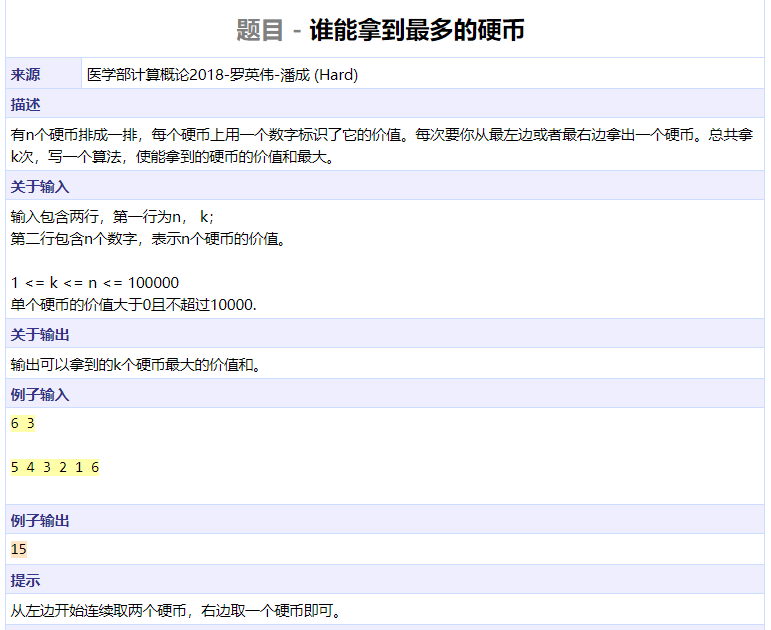 题目 - 谁能拿到最多的硬币
来源 医学部计算概论2018-罗英伟-潘成 (Hard)
描述
有n个硬币排成一排，每个硬币上用一个数字标识了它的价值。每次要你从最左边或者最右边拿出一个硬币。总共拿
k次，写一个算法，使能拿到的硬币的价值和最大。
关于输入
输入包含两行，第一行为n， k；
第二行包含n个数字，表示n个硬币的价值。
1 <= k <= n <= 100000
单个硬币的价值大于0且不超过10000.
关于输出
输出可以拿到的k个硬币最大的价值和。
例子输入
6 3
5 4 3 2 1 6
例子输出
15
提示
从左边开始连续取两个硬币，右边取一个硬币即可。